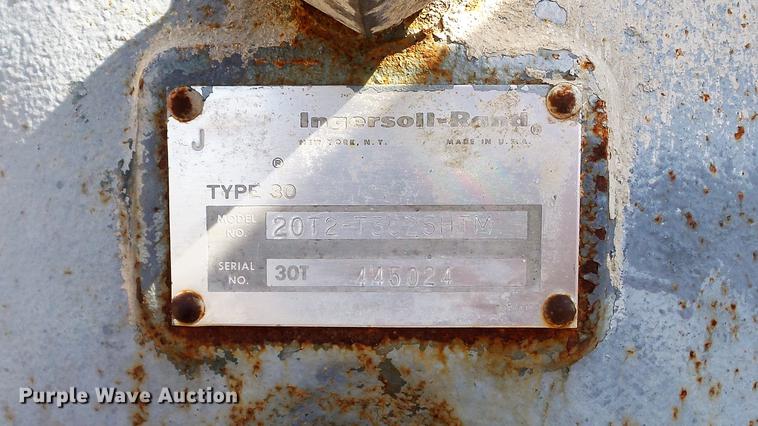 Ingersoll-Rand®
NEW YORK, N.Y. MADE IN U.S.A.
J
®
TYPE 30
MODEL NO.
SERIAL NO. 30T 445024
Purple Wave Auction